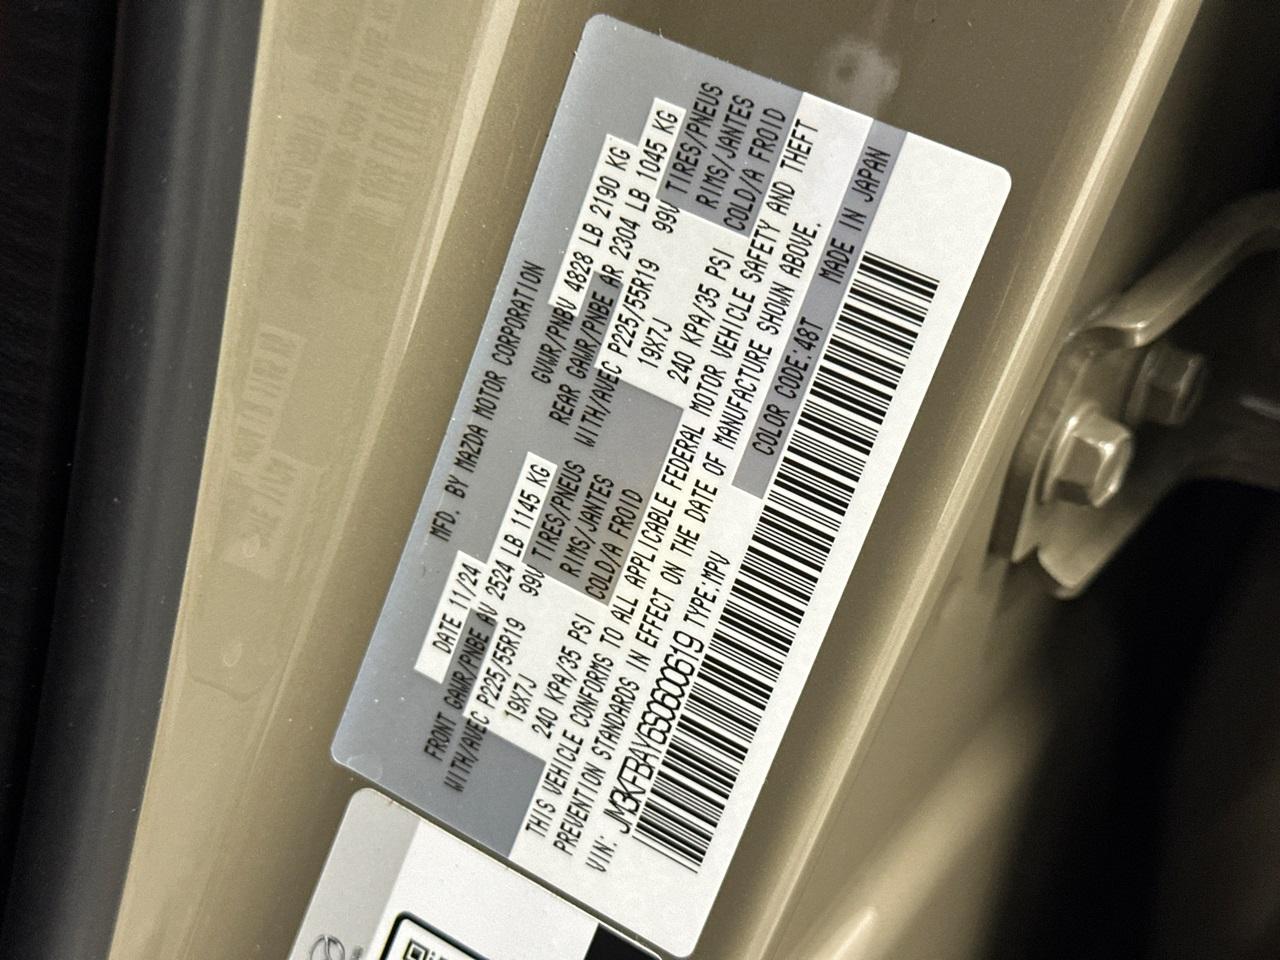 MFD. BY MAZDA MOTOR CORPORATION
DATE 11/24 GVWR/PNBV 4828 LB 2190 KG
FRONT GAWR/PNBE AV 2524 LB 1145 KG REAR GAWR/PNBE AR 2304 LB 1045 KG
WITH/AVEC P225/55R19 99V TIRES/PNEUS WITH/AVEC P225/55R19 99V TIRES/PNEUS
19X7J RIMS/JANTES 19X7J RIMS/JANTES
240 KPA/35 PSI COLD/A FROID 240 KPA/35 PSI COLD/A FROID
THIS VEHICLE CONFORMS TO ALL APPLICABLE FEDERAL MOTOR VEHICLE SAFETY AND THEFT
PREVENTION STANDARDS IN EFFECT ON THE DATE OF MANUFACTURE SHOWN ABOVE.
VIN: JM3KFBAY6S0600619 TYPE:MPV COLOR CODE:48T MADE IN JAPAN